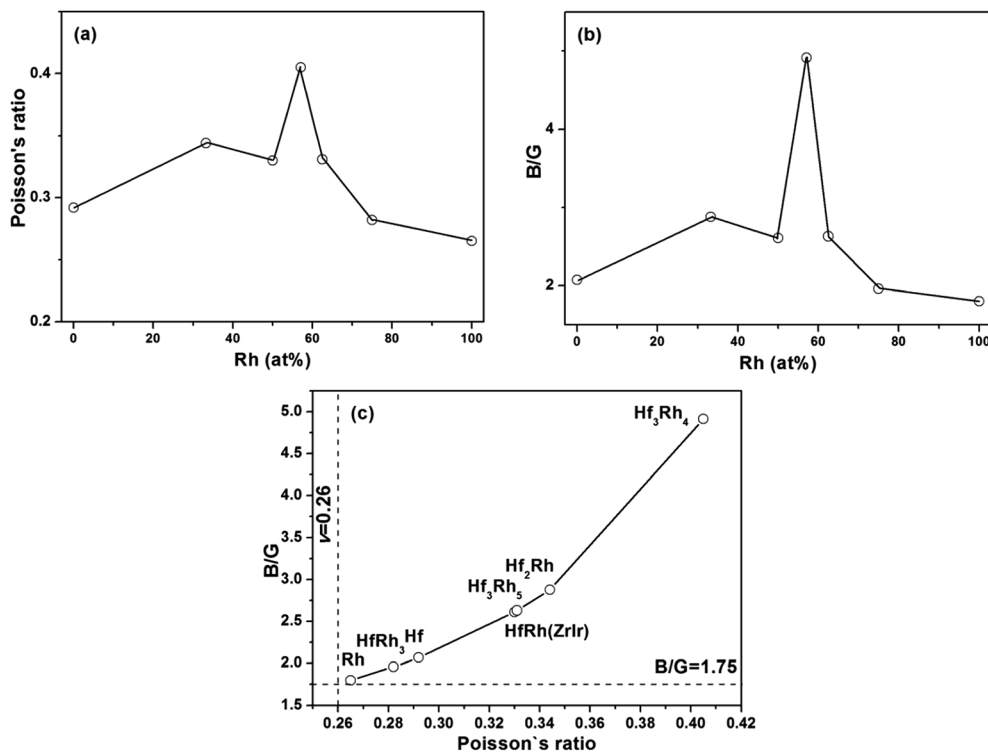 (a)
Poisson's ratio
0.4
0.3
0.2
0 20 40 60 80 100
Rh (at%)
(b)
B/G
4
2
0 20 40 60 80 100
Rh (at%)
(c)
B/G
5.0
4.5
4.0
3.5
3.0
2.5
2.0
1.5
ν=0.26
Hf₃Rh₄
Hf₂Rh
Hf₃Rh₅
HfRh(ZrIr)
HfRh₃
Hf
Rh
B/G=1.75
0.26 0.28 0.30 0.32 0.34 0.36 0.38 0.40 0.42
Poisson`s ratio